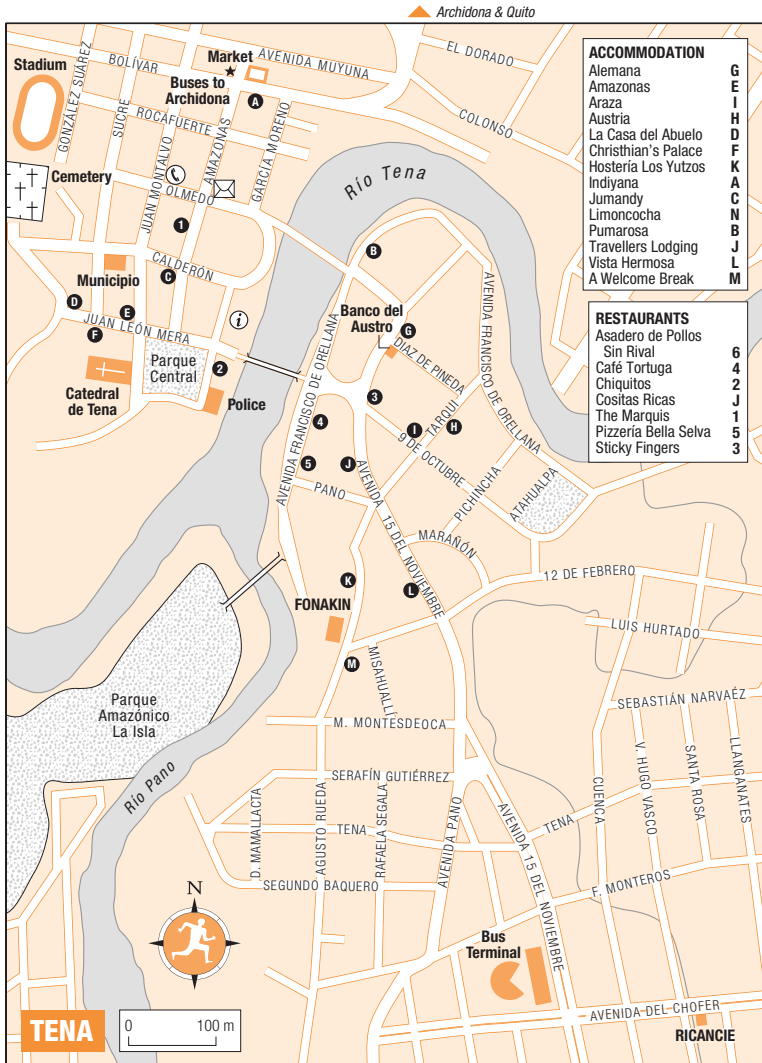 Archidona & Quito
Market
AVENIDA MUYUNA
EL DORADO
Stadium
BOLÍVAR
Buses to
Archidona
A
COLONSO
GONZÁLEZ SUÁREZ
SUCRE
ROCAFUERTE
AMAZONAS
GARCÍA MORENO
JUAN MONTALVO
Cemetery
OLMEDO
Río Tena
1
CALDERÓN
B
Municipio
C
D
E
i
F
JUAN LEÓN MERA
Parque
Central
2
Catedral
de Tena
Police
Banco del
Austro
G
DIAZ DE PINEDA
AVENIDA FRANCISCO DE ORELLANA
AVENIDA FRANCISCO DE ORELLANA
3
4
I
TARQUI
H
9 DE OCTUBRE
5
J
PANO
AVENIDA 15 DEL NOVIEMBRE
PICHINCHA
ATAHUALPA
MARAÑÓN
K
L
12 DE FEBRERO
FONAKIN
LUIS HURTADO
M
MISAHUALLÍ
Parque
Amazónico
La Isla
SEBASTIÁN NARVAÉZ
M. MONTESDEOCA
Río Pano
SERAFÍN GUTIÉRREZ
CUENCA
V. HUGO VASCO
SANTA ROSA
LLANGANATES
D. MAMALLACTA
AGUSTO RUEDA
RAFAELA SEGALA
AVENIDA PANO
AVENIDA 15 DEL NOVIEMBRE
TENA
TENA
SEGUNDO BAQUERO
F. MONTEROS
N
Bus
Terminal
AVENIDA DEL CHOFER
RICANCIE
TENA
0 100 m
ACCOMMODATION
Alemana G
Amazonas E
Araza I
Austria H
La Casa del Abuelo D
Christhian's Palace F
Hostería Los Yutzos K
Indiyana A
Jumandy C
Limoncocha N
Pumarosa B
Travellers Lodging J
Vista Hermosa L
A Welcome Break M
RESTAURANTS
Asadero de Pollos
Sin Rival 6
Café Tortuga 4
Chiquitos 2
Cositas Ricas J
The Marquis 1
Pizzería Bella Selva 5
Sticky Fingers 3